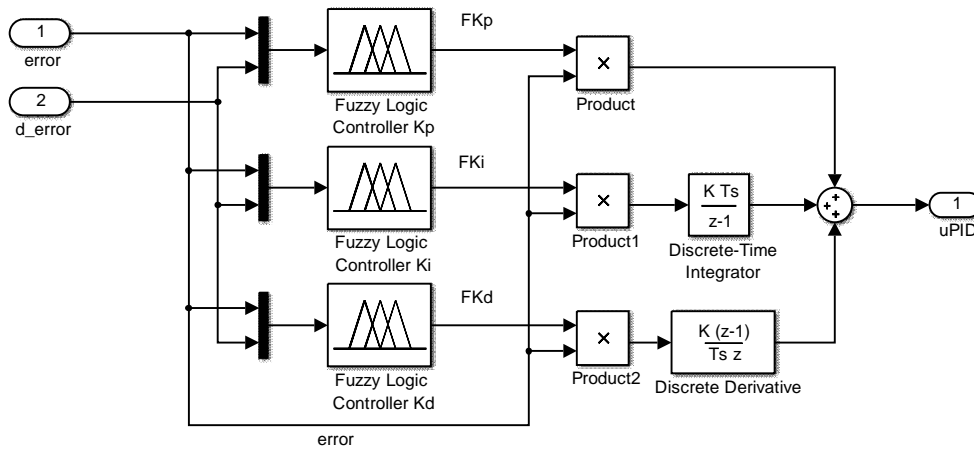 1
error
2
d_error
Fuzzy Logic
Controller Kp
FKp
×
Product
Fuzzy Logic
Controller Ki
FKi
×
Product1
K Ts
z-1
Discrete-Time
Integrator
+
+
+
1
uPID
Fuzzy Logic
Controller Kd
FKd
×
Product2
K (z-1)
Ts z
Discrete Derivative
error